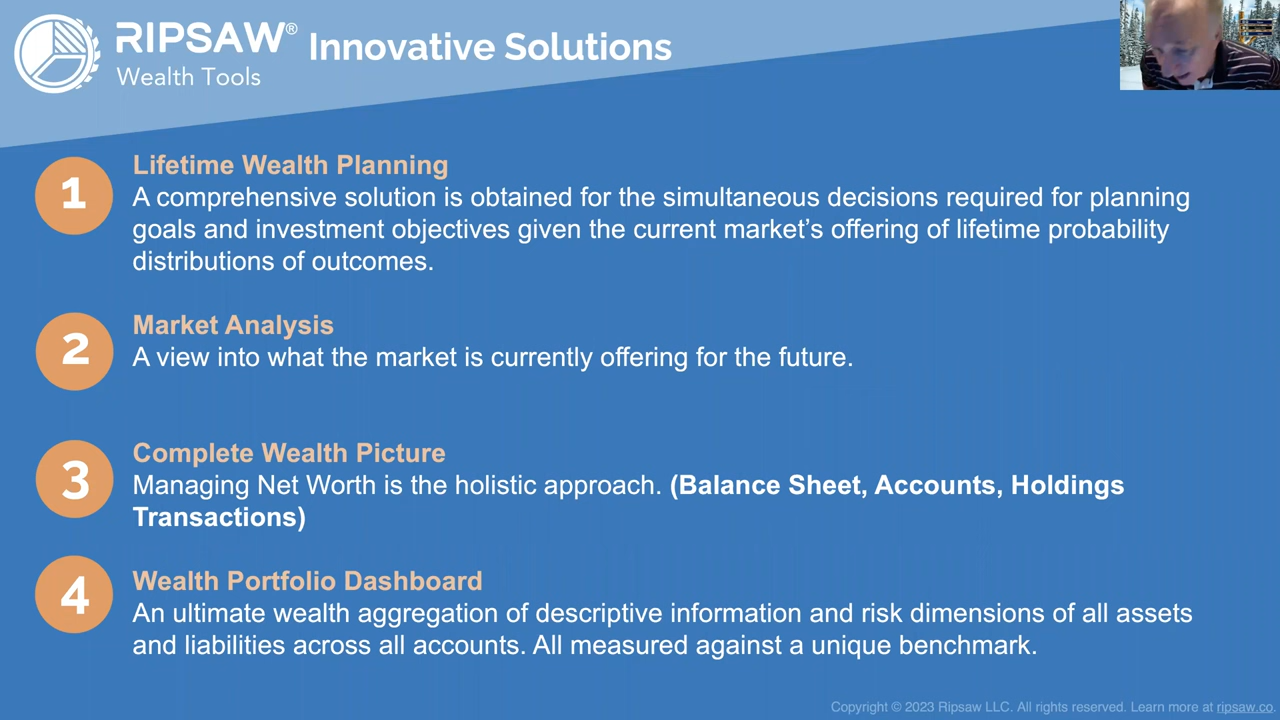 RIPSAW® Innovative Solutions
Wealth Tools
1 Lifetime Wealth Planning
A comprehensive solution is obtained for the simultaneous decisions required for planning
goals and investment objectives given the current market’s offering of lifetime probability
distributions of outcomes.
2 Market Analysis
A view into what the market is currently offering for the future.
3 Complete Wealth Picture
Managing Net Worth is the holistic approach. (Balance Sheet, Accounts, Holdings
Transactions)
4 Wealth Portfolio Dashboard
An ultimate wealth aggregation of descriptive information and risk dimensions of all assets
and liabilities across all accounts. All measured against a unique benchmark.
Copyright © 2023 Ripsaw LLC. All rights reserved. Learn more at ripsaw.co.